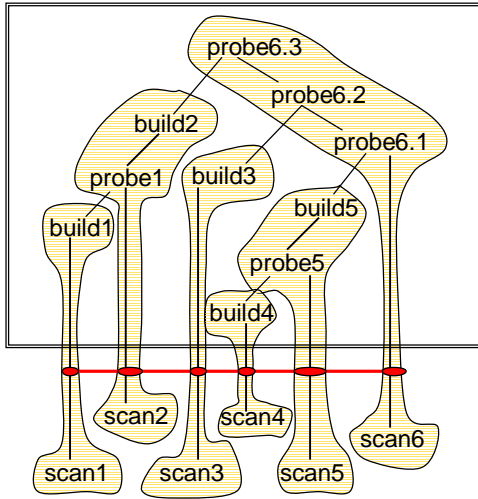 probe6.3
probe6.2
build2
probe6.1
probe1
build3
build5
build1
probe5
build4
scan2
scan4
scan6
scan1
scan3
scan5